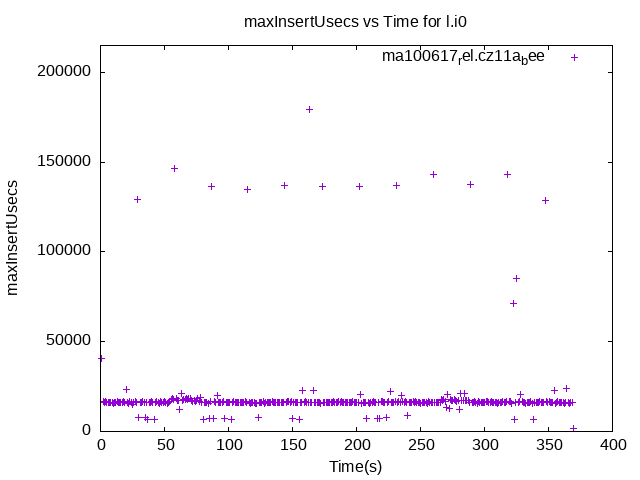 maxInsertUsecs vs Time for l.i0
ma100617rel.cz11abee
200000
150000
100000
50000
0
maxInsertUsecs
0 50 100 150 200 250 300 350 400
Time(s)